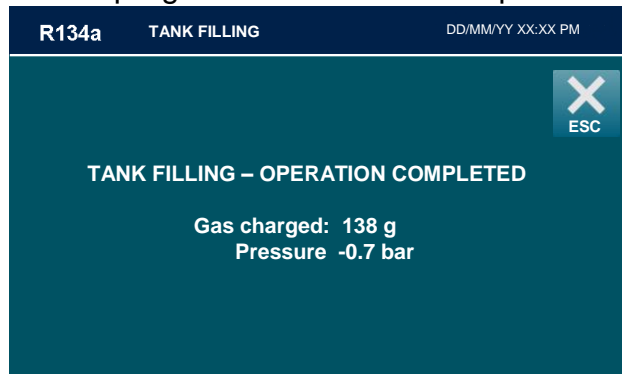 R134a TANK FILLING DD/MM/YY XX:XX PM
ESC
TANK FILLING – OPERATION COMPLETED
Gas charged: 138 g
Pressure -0.7 bar